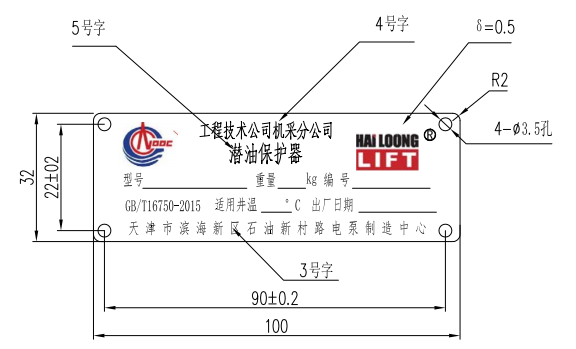 5号字
4号字
δ=0.5
R2
4-ø3.5孔
工程技术公司机采分公司
潜油保护器
HAI LOONG ®
LIFT
型号 重量 kg 编号
GB/T16750-2015 适用井温 °C 出厂日期
天津市滨海新区石油新村路电泵制造中心
3号字
32
22±02
90±0.2
100